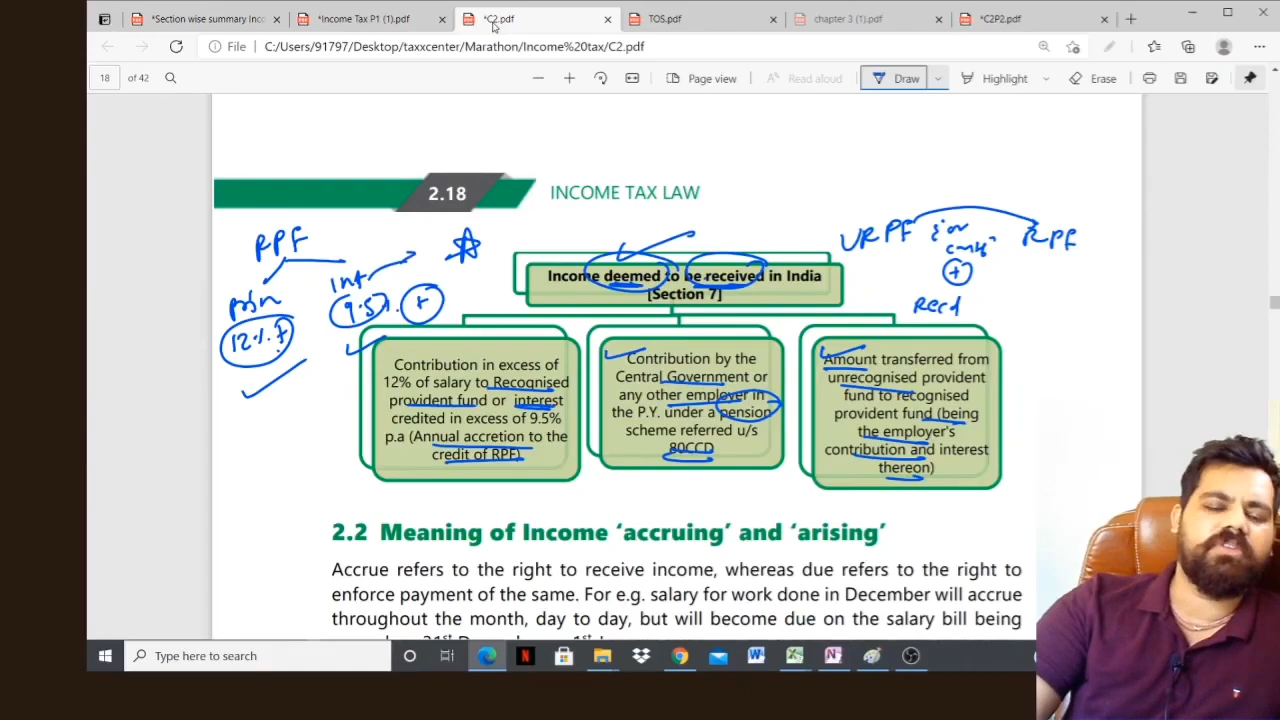 *Section wise summary Inco
*Income Tax P1 (1).pdf
*C2.pdf
TOS.pdf
chapter 3 (1).pdf
*C2P2.pdf
File
C:/Users/91797/Desktop/taxxcenter/Marathon/Income%20tax/C2.pdf
18 of 42
Page view
Read aloud
Draw
Highlight
Erase
2.18
INCOME TAX LAW
RPF
Int
9.5%
+
12%
URPF
RPF
+
Recd
Income deemed to be received in India
[Section 7]
Contribution in excess of
12% of salary to Recognised
provident fund or interest
credited in excess of 9.5%
p.a (Annual accretion to the
credit of RPF)
Contribution by the
Central Government or
any other employer in
the P.Y. under a pension
scheme referred u/s
80CCD
Amount transferred from
unrecognised provident
fund to recognised
provident fund (being
the employer's
contribution and interest
thereon)
2.2 Meaning of Income ‘accruing’ and ‘arising’
Accrue refers to the right to receive income, whereas due refers to the right to
enforce payment of the same. For e.g. salary for work done in December will accrue
throughout the month, day to day, but will become due on the salary bill being
Type here to search